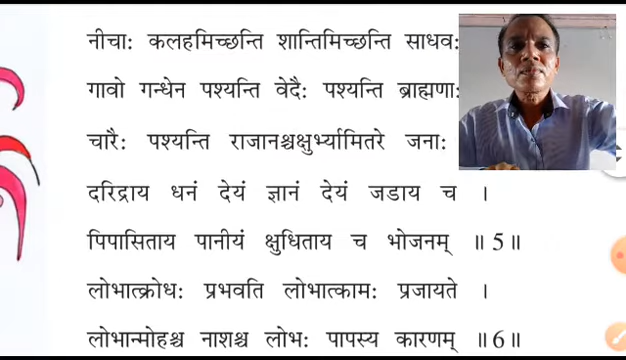 नीचाः कलहमिच्छन्ति शान्तिमिच्छन्ति साधवः
गावो गन्धेन पश्यन्ति वेदैः पश्यन्ति ब्राह्मणाः
चारैः पश्यन्ति राजानश्चक्षुर्भ्यामितरे जनाः
दरिद्राय धनं देयं ज्ञानं देयं जडाय च ।
पिपासिताय पानीयं क्षुधिताय च भोजनम् ॥5॥
लोभात्क्रोधः प्रभवति लोभात्कामः प्रजायते ।
लोभान्मोहश्च नाशश्च लोभः पापस्य कारणम् ॥6॥